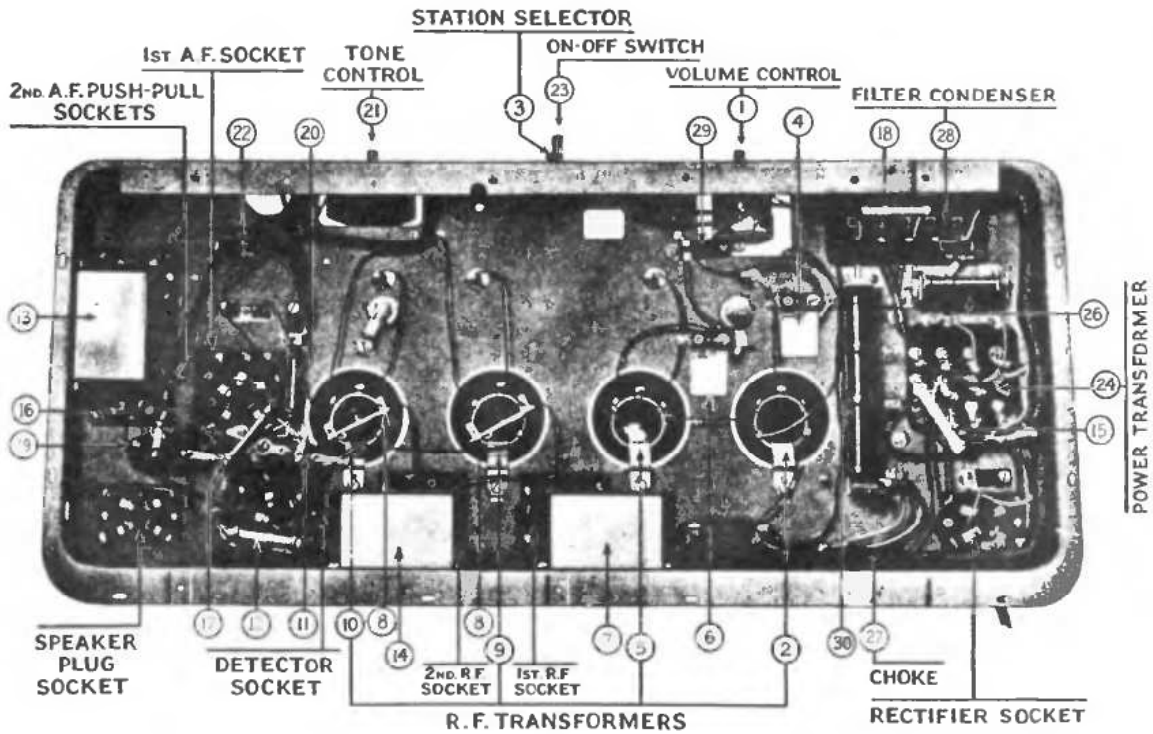 STATION SELECTOR
1ST A.F. SOCKET
TONE CONTROL
ON-OFF SWITCH
2ND. A.F. PUSH-PULL SOCKETS
VOLUME CONTROL
FILTER CONDENSER
21
23
3
1
4
22
20
29
18
28
13
26
16
24
19
15
POWER TRANSFORMER
17
11
10
8
14
8
9
7
5
6
2
30
27
SPEAKER PLUG SOCKET
DETECTOR SOCKET
2ND. R.F. SOCKET
1ST. R.F. SOCKET
CHOKE
R.F. TRANSFORMERS
RECTIFIER SOCKET